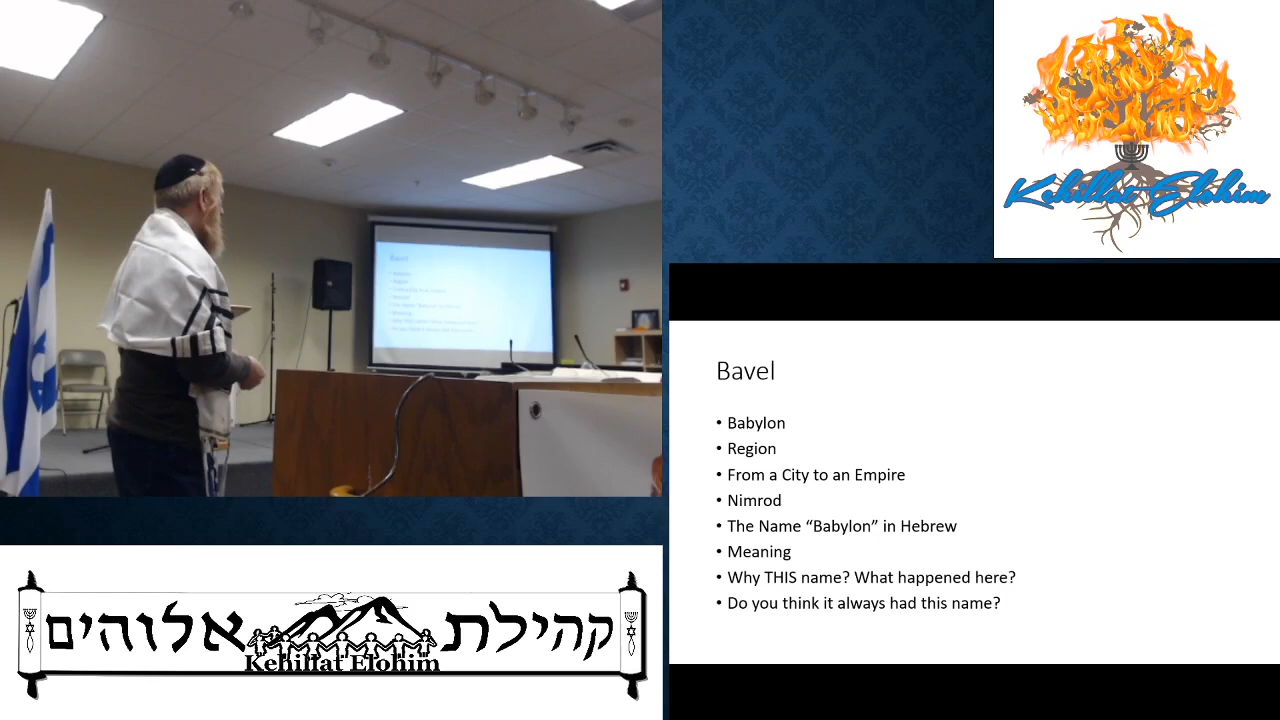 Kehillat Elohim
Bavel
• Babylon
• Region
• From a City to an Empire
• Nimrod
• The Name “Babylon” in Hebrew
• Meaning
• Why THIS name? What happened here?
• Do you think it always had this name?
קהילת אלוהים
Kehillat Elohim